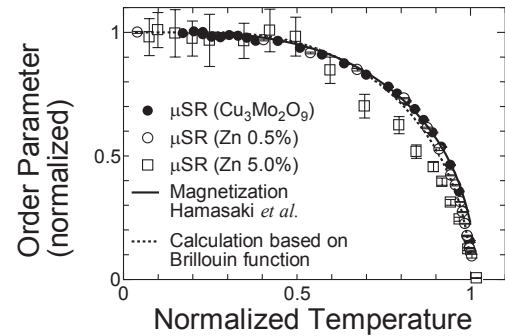 Order Parameter
(normalized)
1
0.5
0
μSR (Cu3Mo2O9)
μSR (Zn 0.5%)
μSR (Zn 5.0%)
Magnetization
Hamasaki et al.
Calculation based on
Brillouin function
0 0.5 1
Normalized Temperature